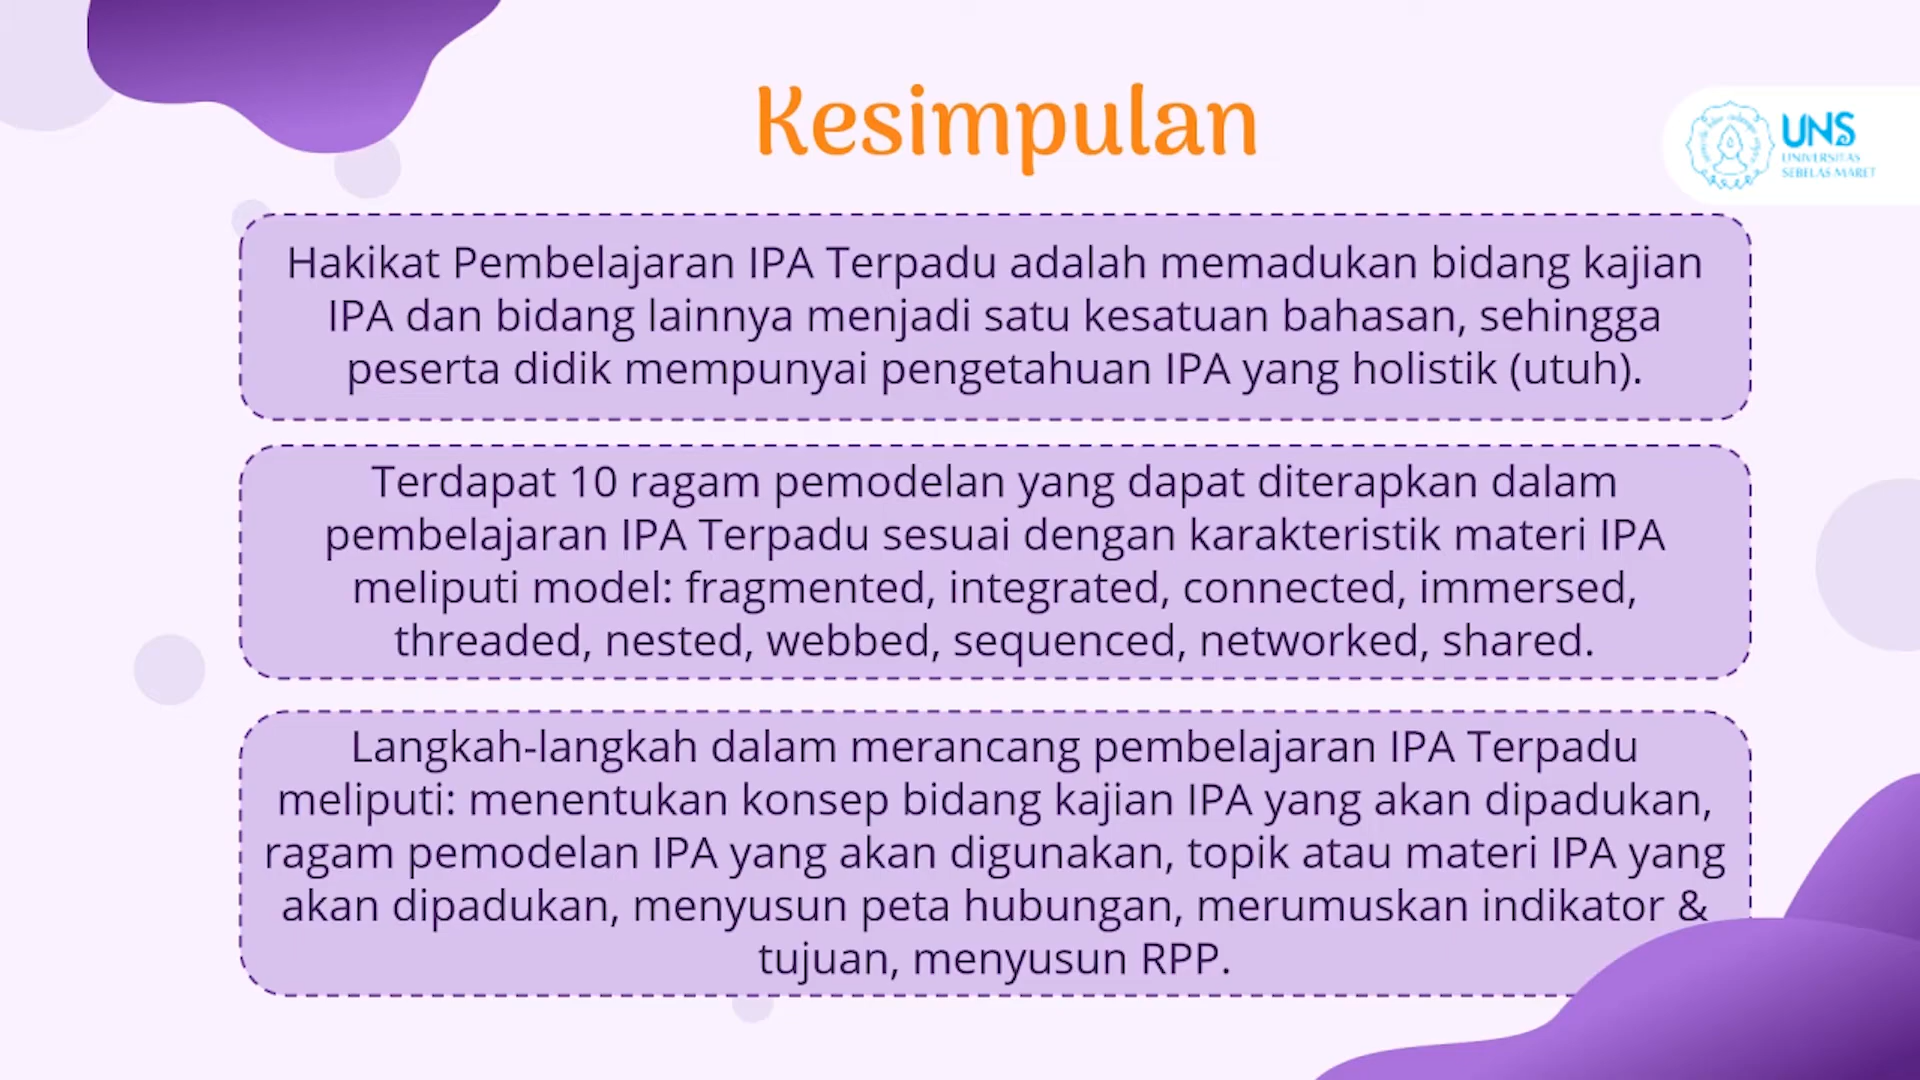 Kesimpulan
UNS
UNIVERSITAS
SEBELAS MARET
Hakikat Pembelajaran IPA Terpadu adalah memadukan bidang kajian
IPA dan bidang lainnya menjadi satu kesatuan bahasan, sehingga
peserta didik mempunyai pengetahuan IPA yang holistik (utuh).
Terdapat 10 ragam pemodelan yang dapat diterapkan dalam
pembelajaran IPA Terpadu sesuai dengan karakteristik materi IPA
meliputi model: fragmented, integrated, connected, immersed,
threaded, nested, webbed, sequenced, networked, shared.
Langkah-langkah dalam merancang pembelajaran IPA Terpadu
meliputi: menentukan konsep bidang kajian IPA yang akan dipadukan,
ragam pemodelan IPA yang akan digunakan, topik atau materi IPA yang
akan dipadukan, menyusun peta hubungan, merumuskan indikator &
tujuan, menyusun RPP.